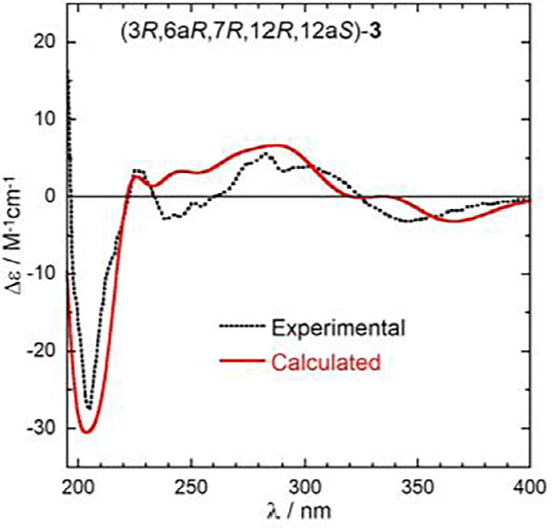 (3R,6aR,7R,12R,12aS)-3
20
10
0
-10
-20
-30
Δε / M-1cm-1
Experimental
Calculated
200 250 300 350 400
λ / nm